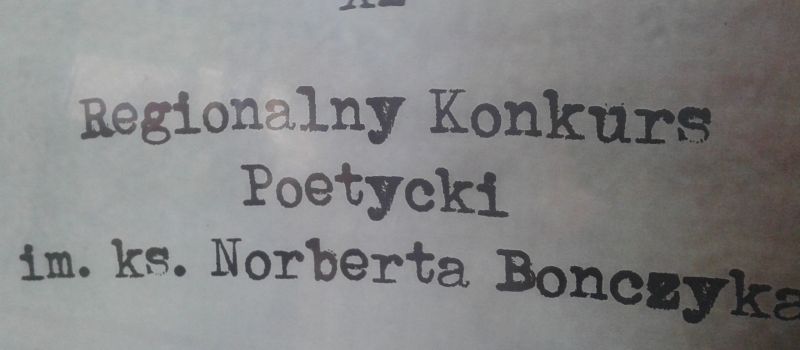 Regionalny Konkurs
Poetycki
im. ks. Norberta Bonczyka